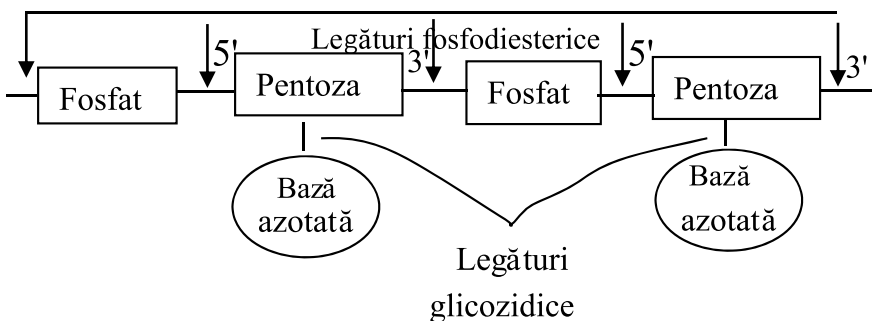 Legături fosfodiesterice
5'
3'
5'
3'
Fosfat
Pentoza
Fosfat
Pentoza
Bază
azotată
Bază
azotată
Legături
glicozidice